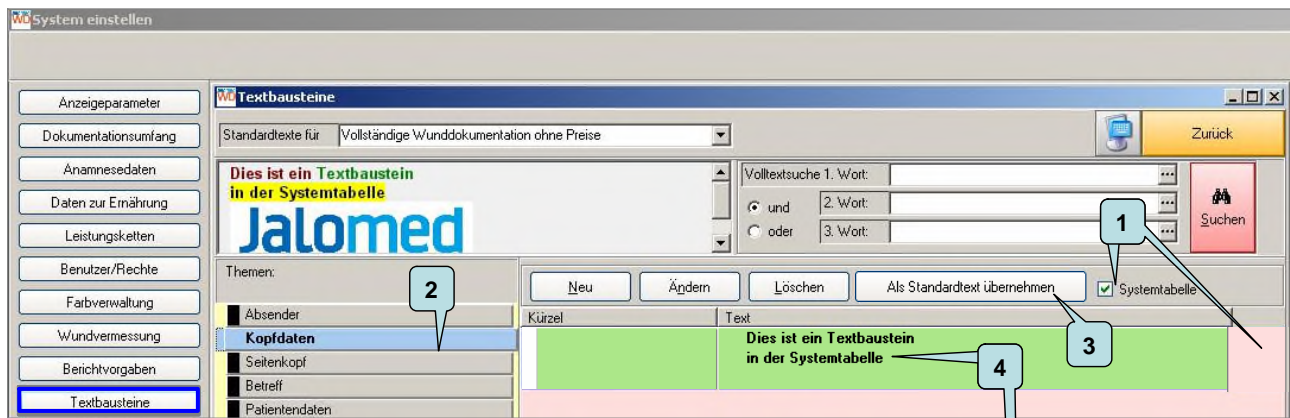 WD System einstellen
Anzeigeparameter
Dokumentationsumfang
Anamnesedaten
Daten zur Ernährung
Leistungsketten
Benutzer/Rechte
Farbverwaltung
Wundvermessung
Berichtvorgaben
Textbausteine
WD Textbausteine
Standardtexte für Vollständige Wunddokumentation ohne Preise
Zurück
Dies ist ein Textbaustein
in der Systemtabelle
Jalomed
Volltextsuche 1. Wort: ...
und 2. Wort: ...
oder 3. Wort: ...
Suchen
1
Themen:
2
Absender
Kopfdaten
Seitenkopf
Betreff
Patientendaten
Neu Ändern Löschen Als Standardtext übernehmen Systemtabelle
Kürzel Text
Dies ist ein Textbaustein
in der Systemtabelle
3
4